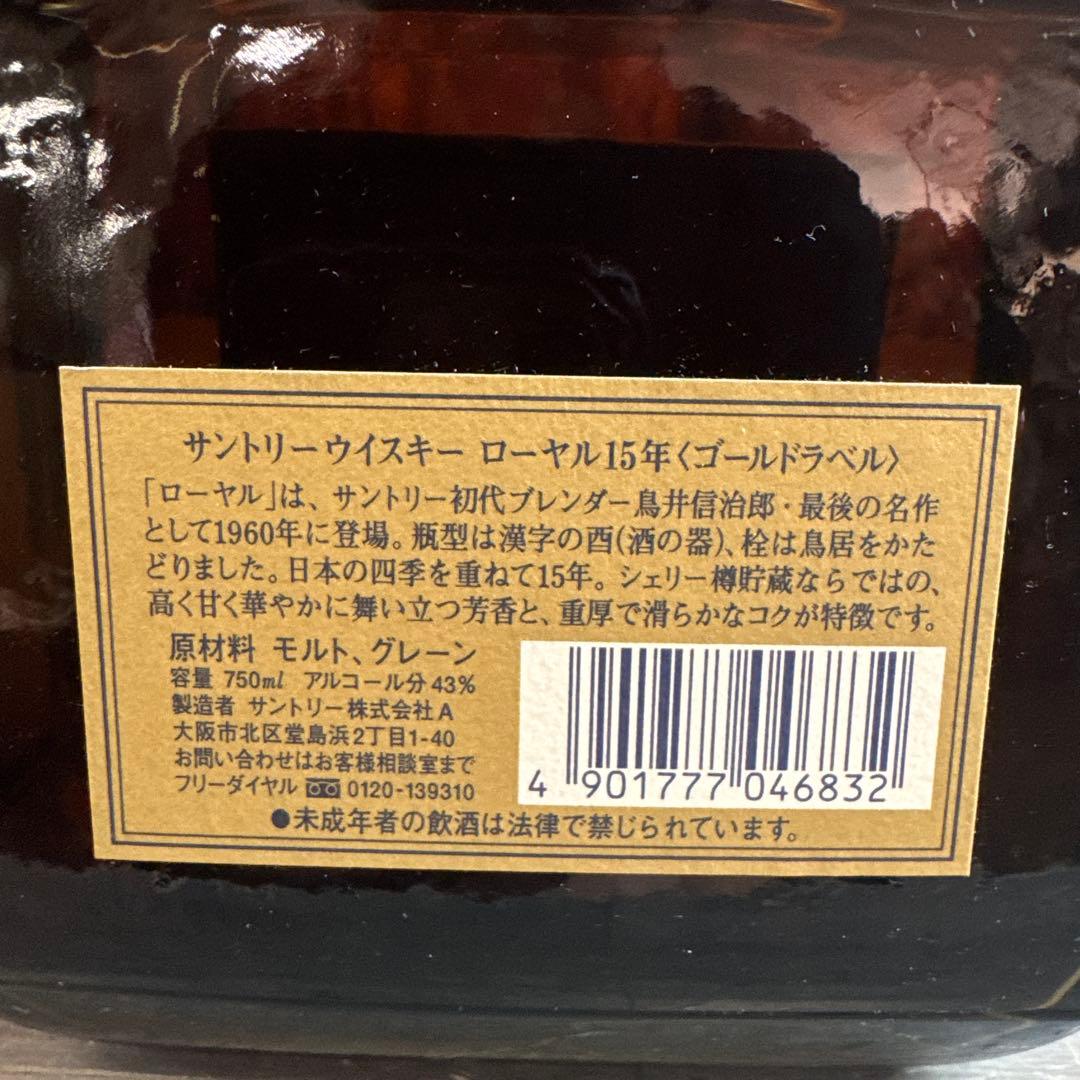 サントリーウイスキー ローヤル15年〈ゴールドラベル〉
「ローヤル」は、サントリー初代ブレンダー鳥井信治郎・最後の名作
として1960年に登場。瓶型は漢字の酉(酒の器)、栓は鳥居をかた
どりました。日本の四季を重ねて15年。シェリー樽貯蔵ならではの、
高く甘く華やかに舞い立つ芳香と、重厚で滑らかなコクが特徴です。
原材料 モルト、グレーン
容量 750ml アルコール分 43%
製造者 サントリー株式会社A
大阪市北区堂島浜2丁目1-40
お問い合わせはお客様相談室まで
フリーダイヤル 0120-139310
4 901777 046832
●未成年者の飲酒は法律で禁じられています。